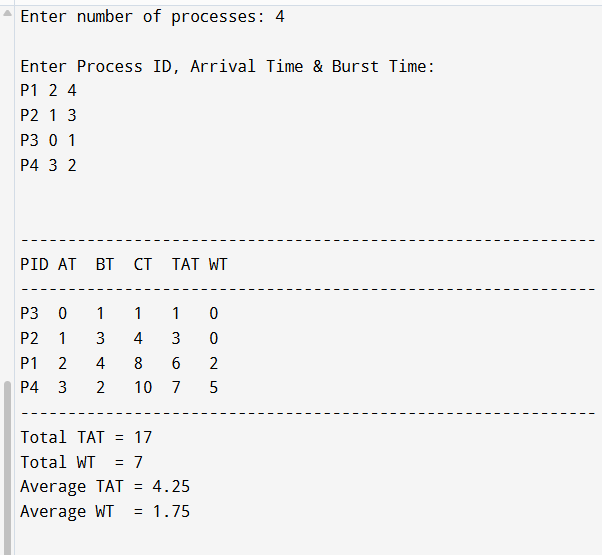 Enter number of processes: 4
Enter Process ID, Arrival Time & Burst Time:
P1 2 4
P2 1 3
P3 0 1
P4 3 2
------------------------------------------------------------
PID AT  BT  CT  TAT WT
------------------------------------------------------------
P3  0   1   1   1   0
P2  1   3   4   3   0
P1  2   4   8   6   2
P4  3   2   10  7   5
------------------------------------------------------------
Total TAT = 17
Total WT  = 7
Average TAT = 4.25
Average WT  = 1.75